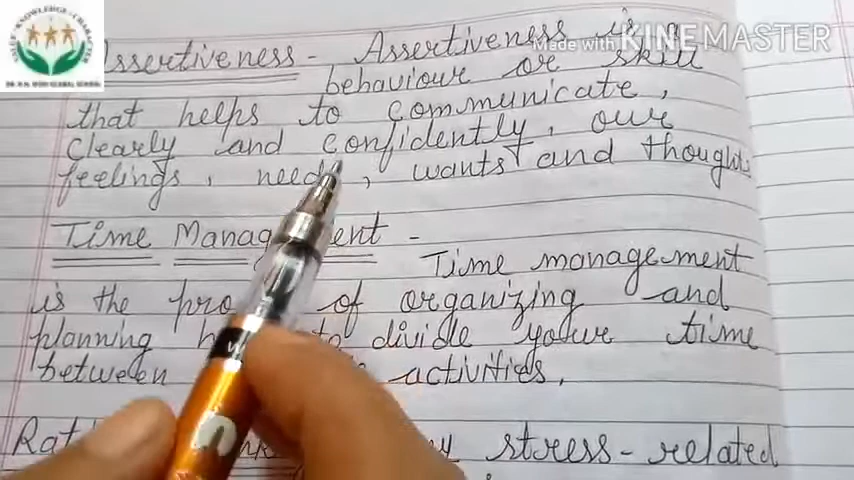 KNOWLEDGE CHARACTER
Made with KINEMASTER
Assertiveness - Assertiveness is a
behaviour or skill
that helps to communicate,
clearly and confidently, our
feelings, needs, wants and thoughts
Time Management -
Time management
is the of organizing and
planning to divide your time
between activities.
stress-related